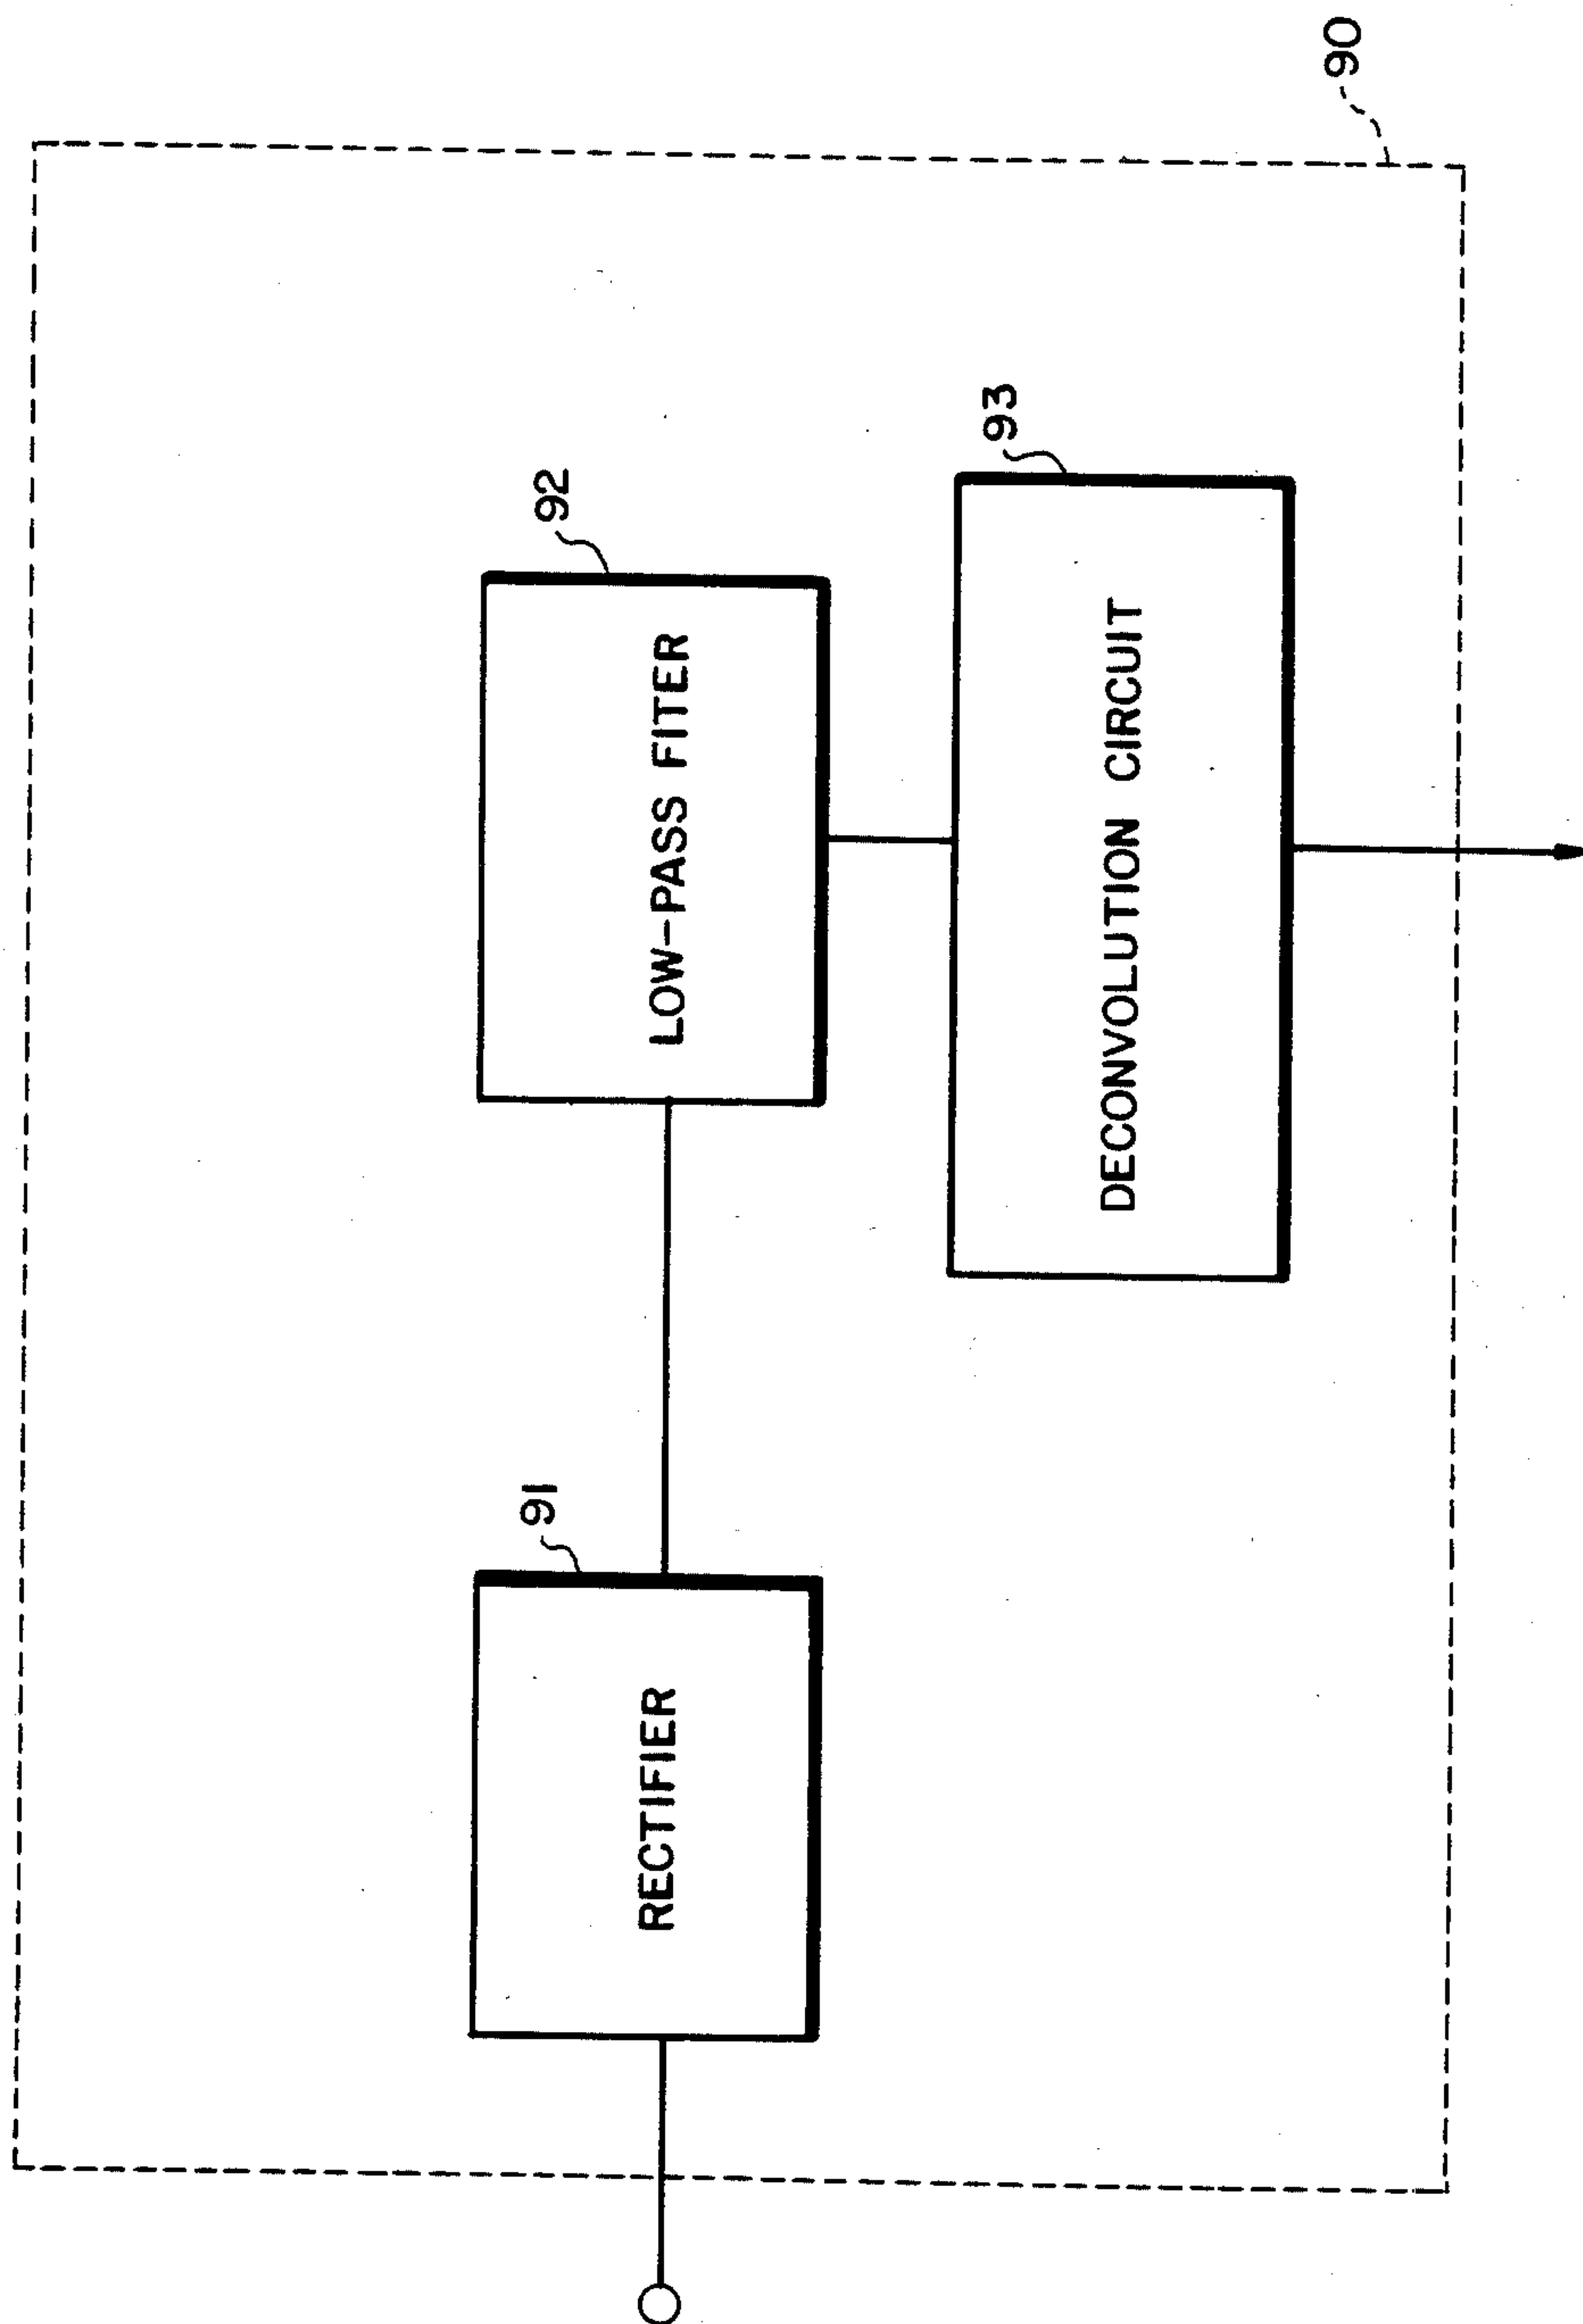 91
92
RECTIFIER
LOW-PASS FITER
93
DECONVOLUTION CIRCUIT
90